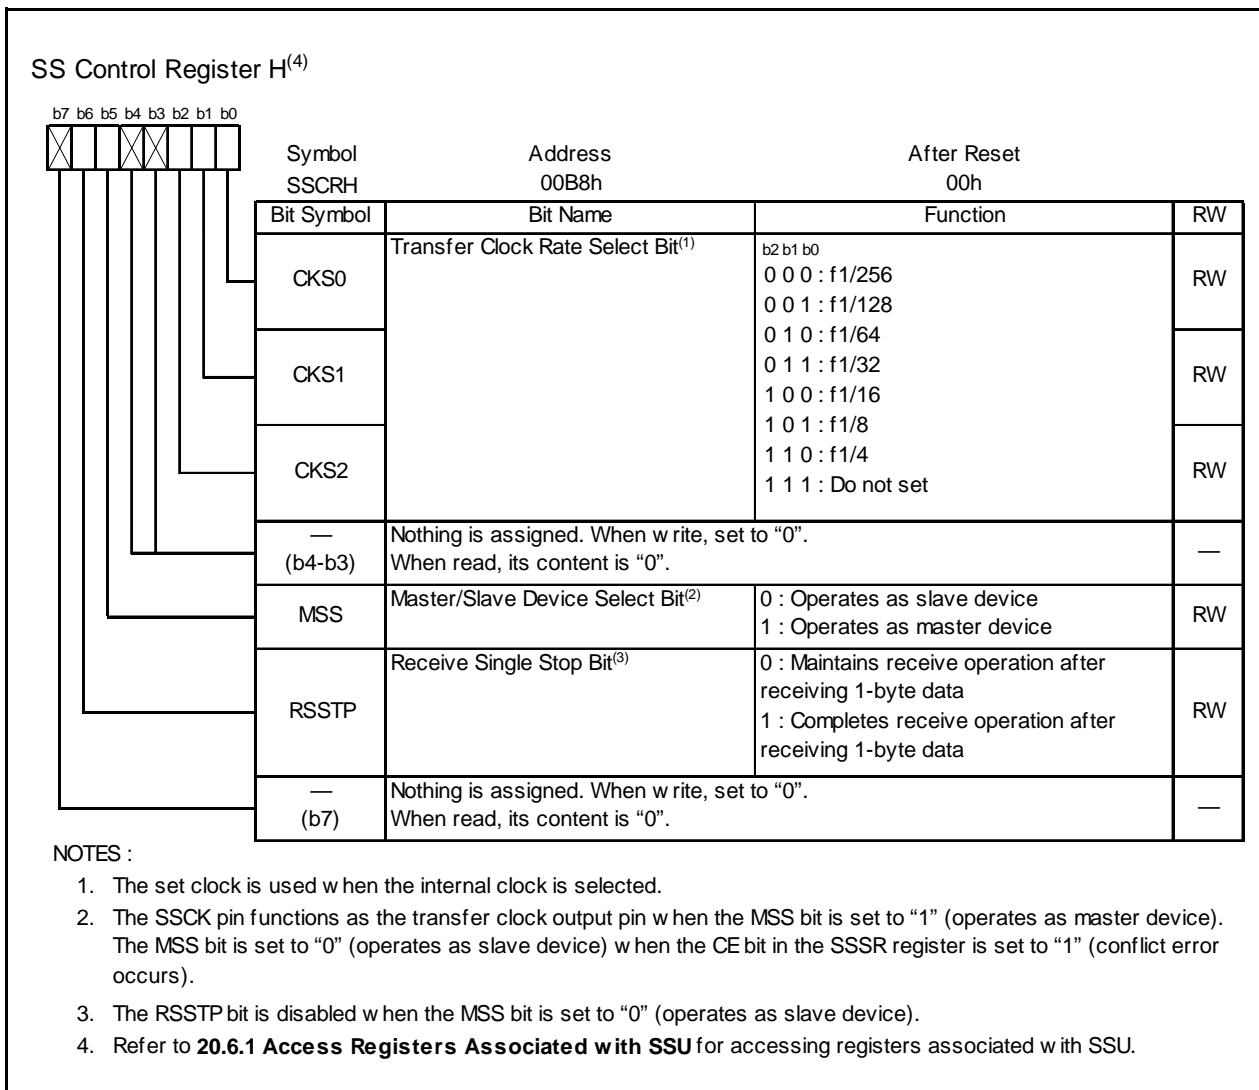 SS Control Register H(4)
b7 b6 b5 b4 b3 b2 b1 b0
Symbol Address After Reset
SSCRH 00B8h 00h
Bit Symbol Bit Name Function RW
CKS0 Transfer Clock Rate Select Bit(1) b2 b1 b0
0 0 0 : f1/256
0 0 1 : f1/128
0 1 0 : f1/64
0 1 1 : f1/32
1 0 0 : f1/16
1 0 1 : f1/8
1 1 0 : f1/4
1 1 1 : Do not set
RW
CKS1 RW
CKS2 RW
—
(b4-b3)
Nothing is assigned. When write, set to “0”.
When read, its content is “0”.
—
MSS Master/Slave Device Select Bit(2) 0 : Operates as slave device
1 : Operates as master device
RW
RSSTP Receive Single Stop Bit(3) 0 : Maintains receive operation after
receiving 1-byte data
1 : Completes receive operation after
receiving 1-byte data
RW
—
(b7)
Nothing is assigned. When write, set to “0”.
When read, its content is “0”.
—
NOTES :
1. The set clock is used when the internal clock is selected.
2. The SSCK pin functions as the transfer clock output pin when the MSS bit is set to “1” (operates as master device).
The MSS bit is set to “0” (operates as slave device) when the CE bit in the SSSR register is set to “1” (conflict error
occurs).
3. The RSSTP bit is disabled when the MSS bit is set to “0” (operates as slave device).
4. Refer to 20.6.1 Access Registers Associated with SSU for accessing registers associated with SSU.